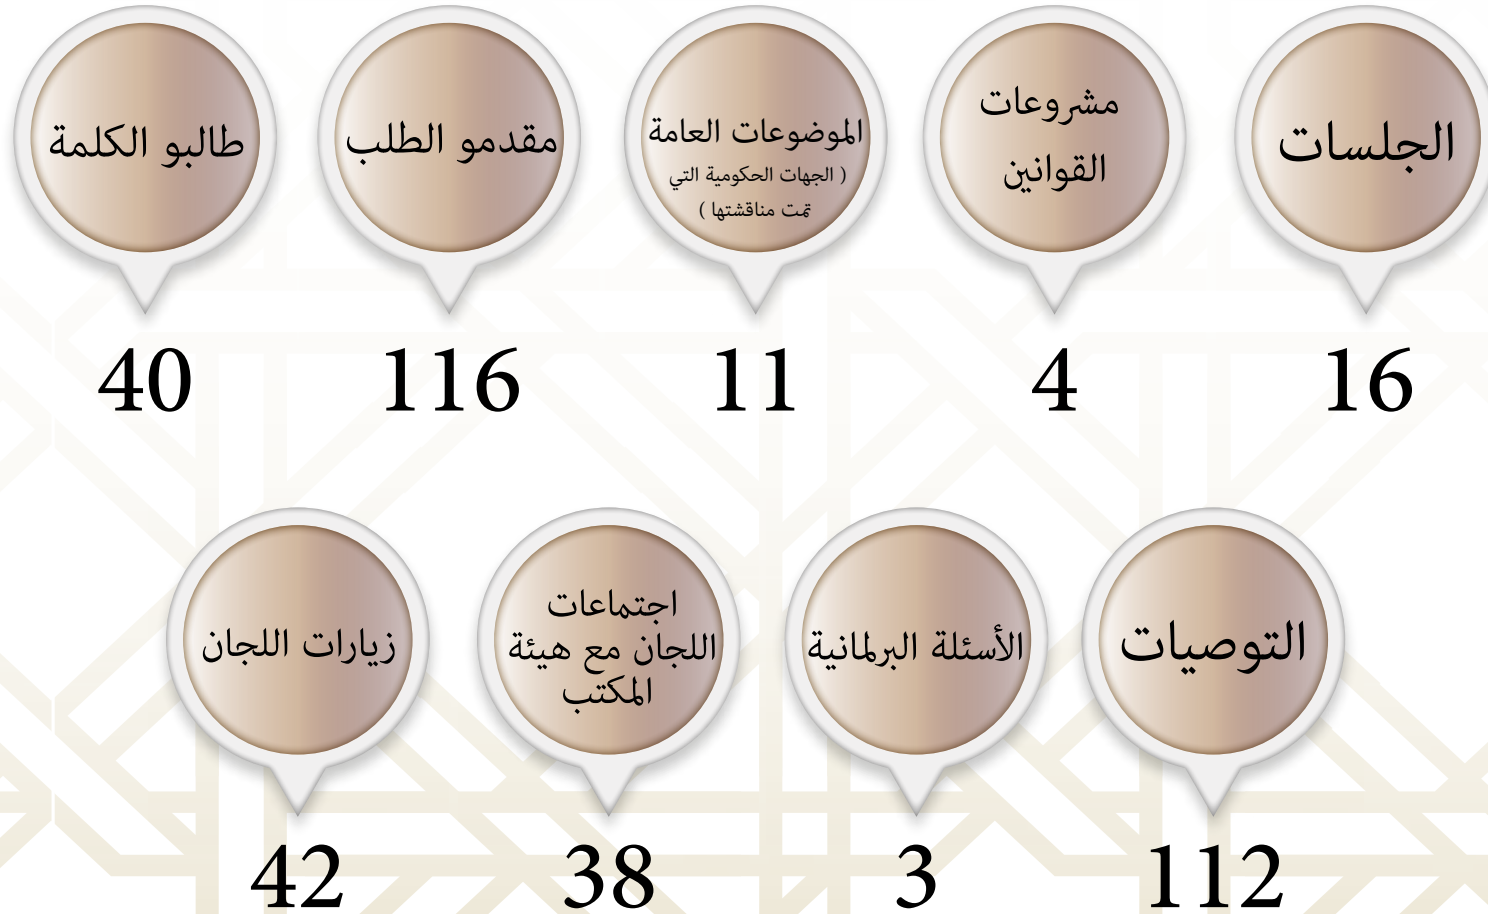 الجلسات
16
مشروعات
القوانين
4
الموضوعات العامة
( الجهات الحكومية التي
تمت مناقشتها )
11
مقدمو الطلب
116
طالبو الكلمة
40
التوصيات
112
الأسئلة البرلمانية
3
اجتماعات
اللجان مع هيئة
المكتب
38
زيارات اللجان
42